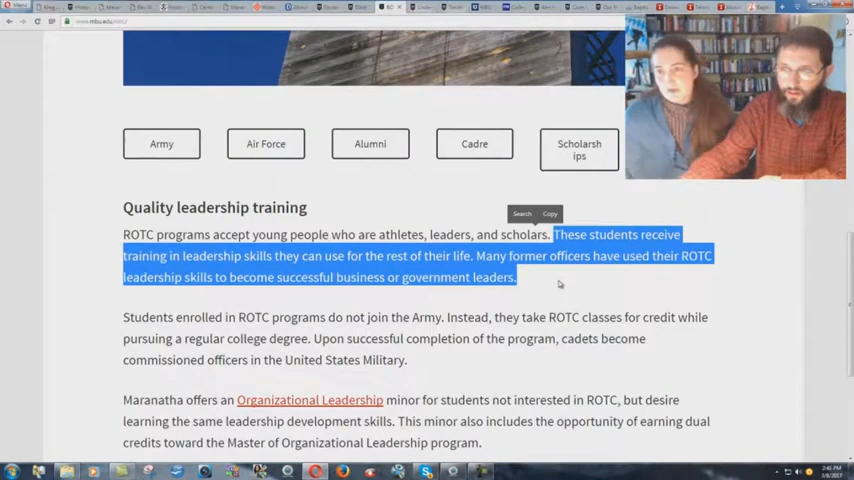 Menu
www.mbu.edu/rotc/
Army
Air Force
Alumni
Cadre
Scholarsh
ips
Quality leadership training
Search
Copy
ROTC programs accept young people who are athletes, leaders, and scholars. These students receive
training in leadership skills they can use for the rest of their life. Many former officers have used their ROTC
leadership skills to become successful business or government leaders.
Students enrolled in ROTC programs do not join the Army. Instead, they take ROTC classes for credit while
pursuing a regular college degree. Upon successful completion of the program, cadets become
commissioned officers in the United States Military.
Maranatha offers an Organizational Leadership minor for students not interested in ROTC, but desire
learning the same leadership development skills. This minor also includes the opportunity of earning dual
credits toward the Master of Organizational Leadership program.